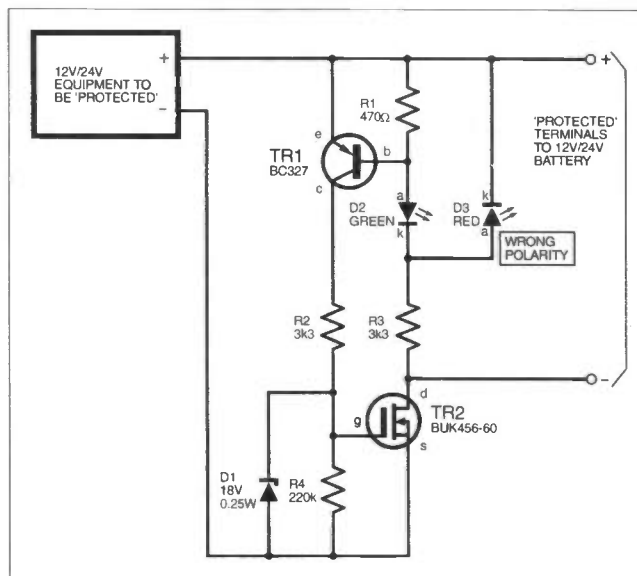 12V/24V
EQUIPMENT TO
BE 'PROTECTED'
+
−
R1
470Ω
e
b
c
TR1
BC327
a
k
D2
GREEN
k
a
D3
RED
WRONG
POLARITY
+
'PROTECTED'
TERMINALS
TO 12V/24V
BATTERY
−
R2
3k3
R3
3k3
d
g
s
TR2
BUK456-60
D1
18V
0.25W
R4
220k